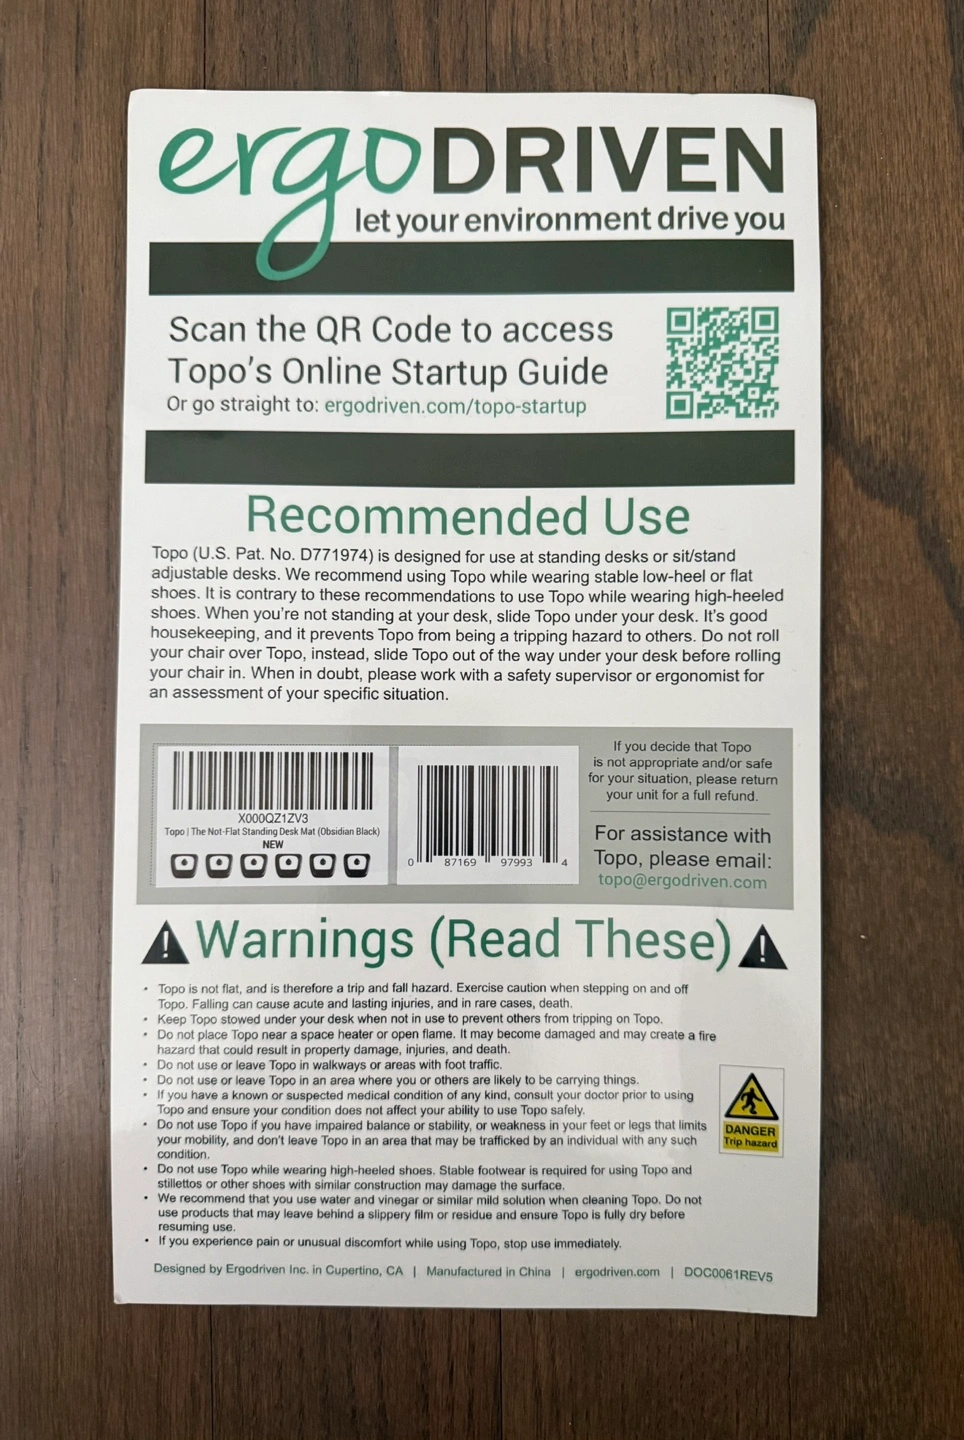 ergoDRIVEN
let your environment drive you
Scan the QR Code to access
Topo's Online Startup Guide
Or go straight to: ergodriven.com/topo-startup
Recommended Use
Topo (U.S. Pat. No. D771974) is designed for use at standing desks or sit/stand
adjustable desks. We recommend using Topo while wearing stable low-heel or flat
shoes. It is contrary to these recommendations to use Topo while wearing high-heeled
shoes. When you're not standing at your desk, slide Topo under your desk. It's good
housekeeping, and it prevents Topo from being a tripping hazard to others. Do not roll
your chair over Topo, instead, slide Topo out of the way under your desk before rolling
your chair in. When in doubt, please work with a safety supervisor or ergonomist for
an assessment of your specific situation.
X000QZ1ZV3
Topo | The Not-Flat Standing Desk Mat (Obsidian Black)
NEW
0 87169 97993 4
If you decide that Topo
is not appropriate and/or safe
for your situation, please return
your unit for a full refund.
For assistance with
Topo, please email:
topo@ergodriven.com
! Warnings (Read These) !
• Topo is not flat, and is therefore a trip and fall hazard. Exercise caution when stepping on and off
Topo. Falling can cause acute and lasting injuries, and in rare cases, death.
• Keep Topo stowed under your desk when not in use to prevent others from tripping on Topo.
• Do not place Topo near a space heater or open flame. It may become damaged and may create a fire
hazard that could result in property damage, injuries, and death.
• Do not use or leave Topo in walkways or areas with foot traffic.
• Do not use or leave Topo in an area where you or others are likely to be carrying things.
• If you have a known or suspected medical condition of any kind, consult your doctor prior to using
Topo and ensure your condition does not affect your ability to use Topo safely.
• Do not use Topo if you have impaired balance or stability, or weakness in your feet or legs that limits
your mobility, and don't leave Topo in an area that may be trafficked by an individual with any such
condition.
• Do not use Topo while wearing high-heeled shoes. Stable footwear is required for using Topo and
stillettos or other shoes with similar construction may damage the surface.
• We recommend that you use water and vinegar or similar mild solution when cleaning Topo. Do not
use products that may leave behind a slippery film or residue and ensure Topo is fully dry before
resuming use.
• If you experience pain or unusual discomfort while using Topo, stop use immediately.
DANGER
Trip hazard
Designed by Ergodriven Inc. in Cupertino, CA | Manufactured in China | ergodriven.com | DOC0061REV5